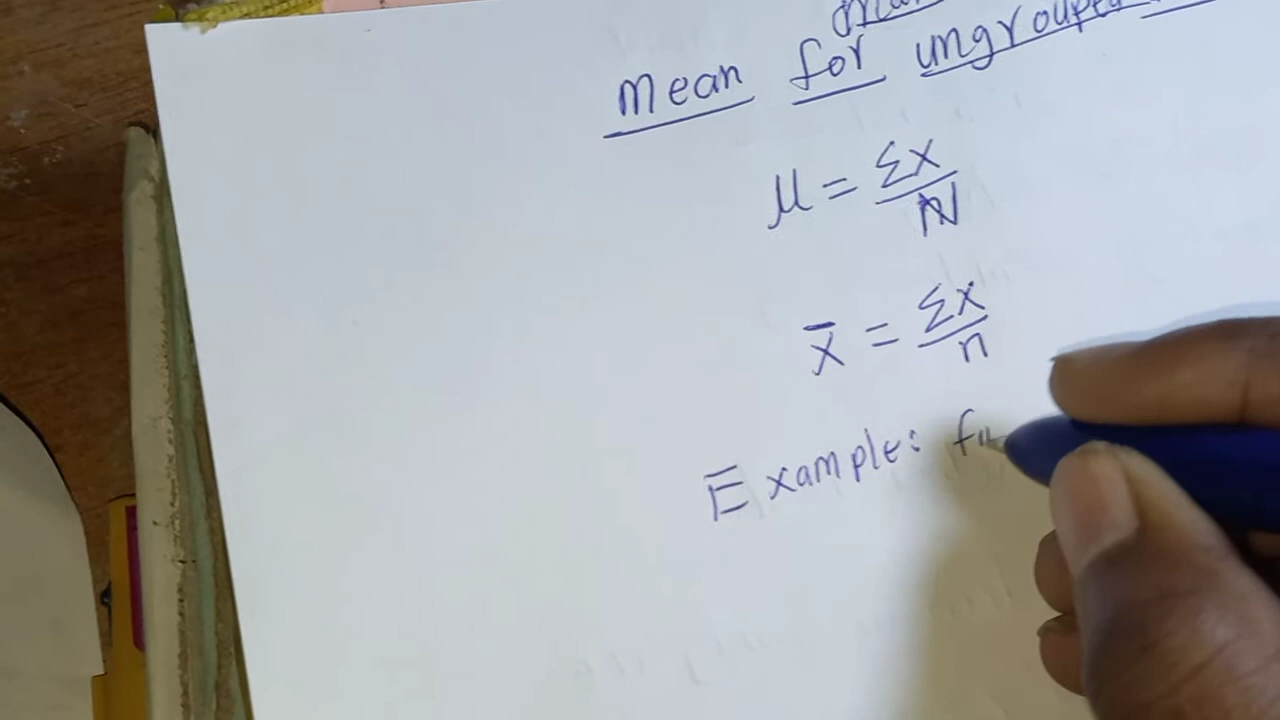 mean for ungrouped
μ = Σx/N
x̄ = Σx/n
Example: